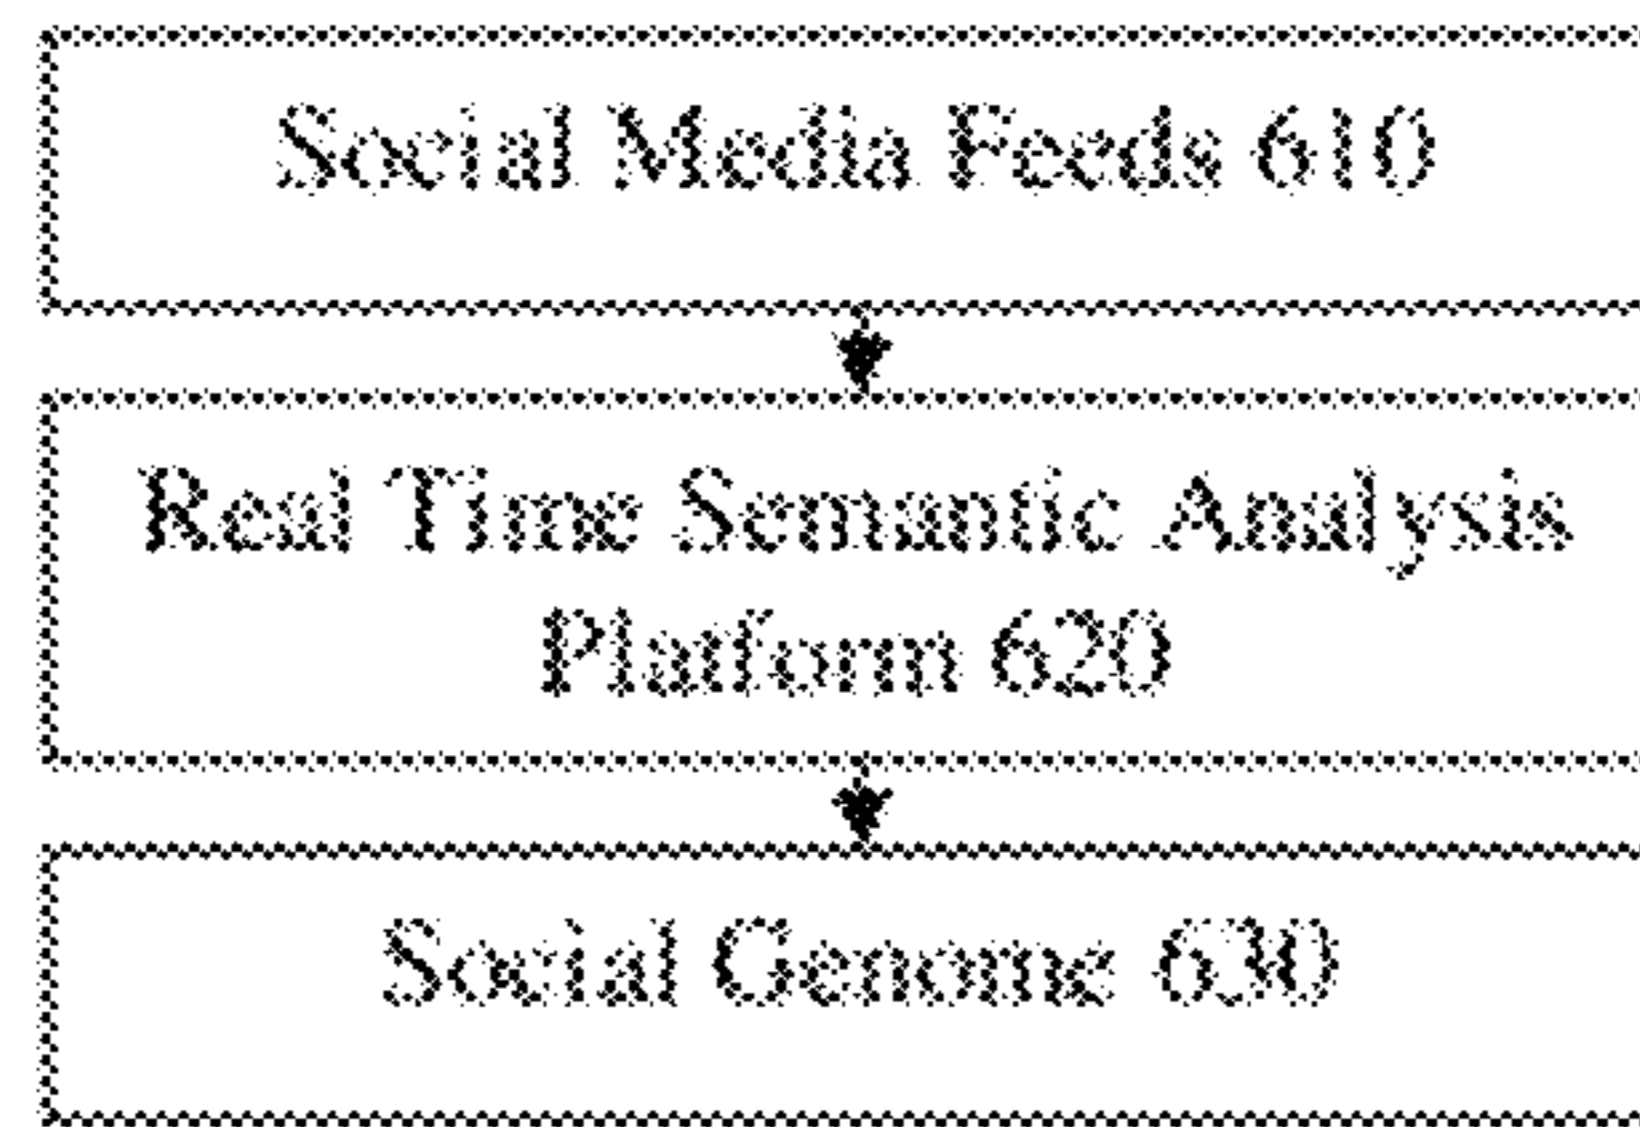 Social Media Feeds 610
Real Time Semantic Analysis
Platform 620
Social Genome 630